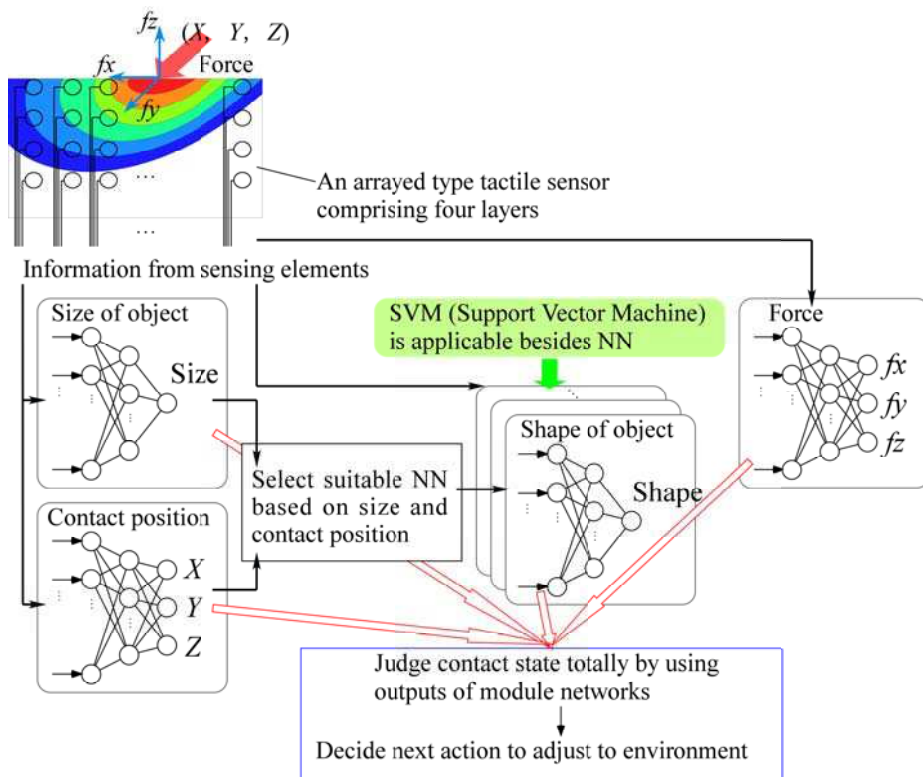 fz
(X, Y, Z)
fx
Force
fy
...
...
An arrayed type tactile sensor
comprising four layers
Information from sensing elements
Size of object
Size
SVM (Support Vector Machine)
is applicable besides NN
Force
fx
fy
fz
Shape of object
Shape
Select suitable NN
based on size and
contact position
Contact position
X
Y
Z
Judge contact state totally by using
outputs of module networks
Decide next action to adjust to environment